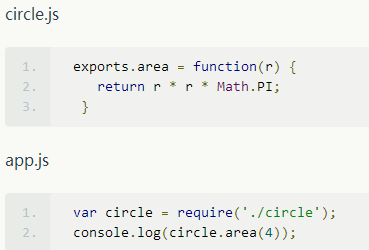 circle.js
1. exports.area = function(r) {
2. return r * r * Math.PI;
3. }
app.js
1. var circle = require('./circle');
2. console.log(circle.area(4));